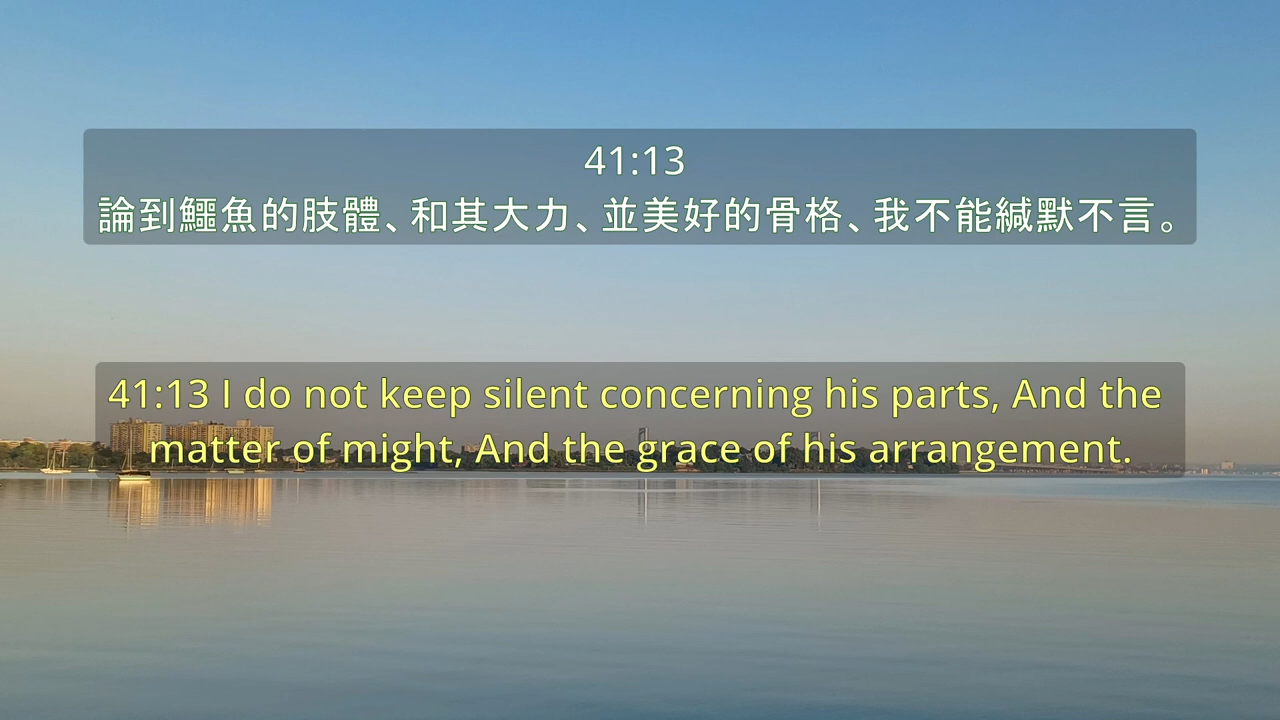 41:13
論到鱷魚的肢體、和其大力、並美好的骨格、我不能緘默不言。
41:13 I do not keep silent concerning his parts, And the
matter of might, And the grace of his arrangement.